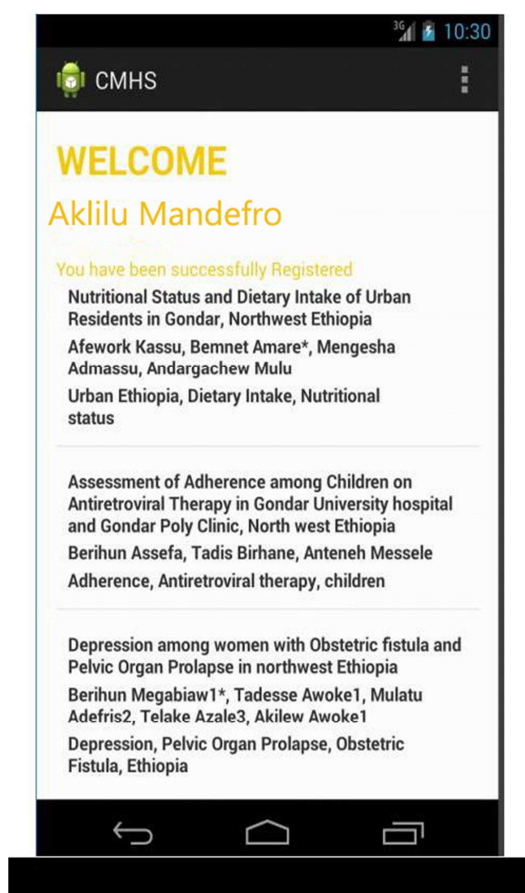 3G 10:30
CMHS
WELCOME
Aklilu Mandefro
You have been successfully Registered
Nutritional Status and Dietary Intake of Urban
Residents in Gondar, Northwest Ethiopia
Afework Kassu, Bemnet Amare*, Mengesha
Admassu, Andargachew Mulu
Urban Ethiopia, Dietary Intake, Nutritional
status
Assessment of Adherence among Children on
Antiretroviral Therapy in Gondar University hospital
and Gondar Poly Clinic, North west Ethiopia
Berihun Assefa, Tadis Birhane, Anteneh Messele
Adherence, Antiretroviral therapy, children
Depression among women with Obstetric fistula and
Pelvic Organ Prolapse in northwest Ethiopia
Berihun Megabiaw1*, Tadesse Awoke1, Mulatu
Adefris2, Telake Azale3, Akilew Awoke1
Depression, Pelvic Organ Prolapse, Obstetric
Fistula, Ethiopia